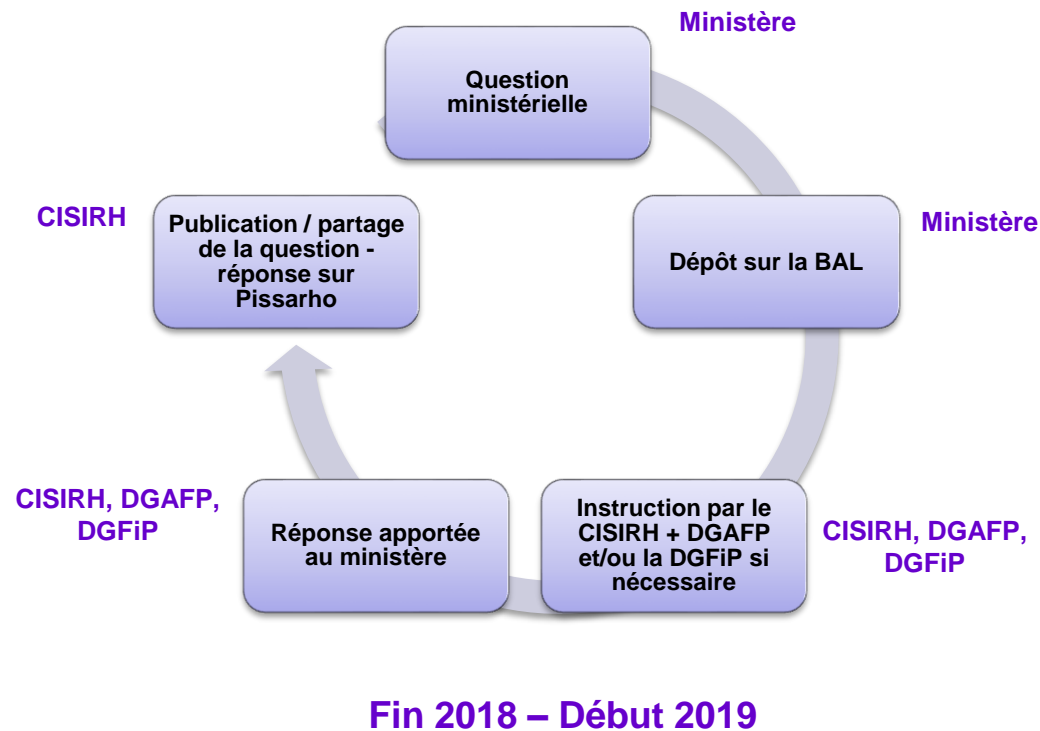 Ministère
Question
ministérielle
Ministère
Dépôt sur la BAL
CISIRH, DGAFP,
DGFiP
Instruction par le
CISIRH + DGAFP
et/ou la DGFiP si
nécessaire
CISIRH, DGAFP,
DGFiP
Réponse apportée
au ministère
CISIRH
Publication / partage
de la question -
réponse sur
Pissarho
Fin 2018 – Début 2019